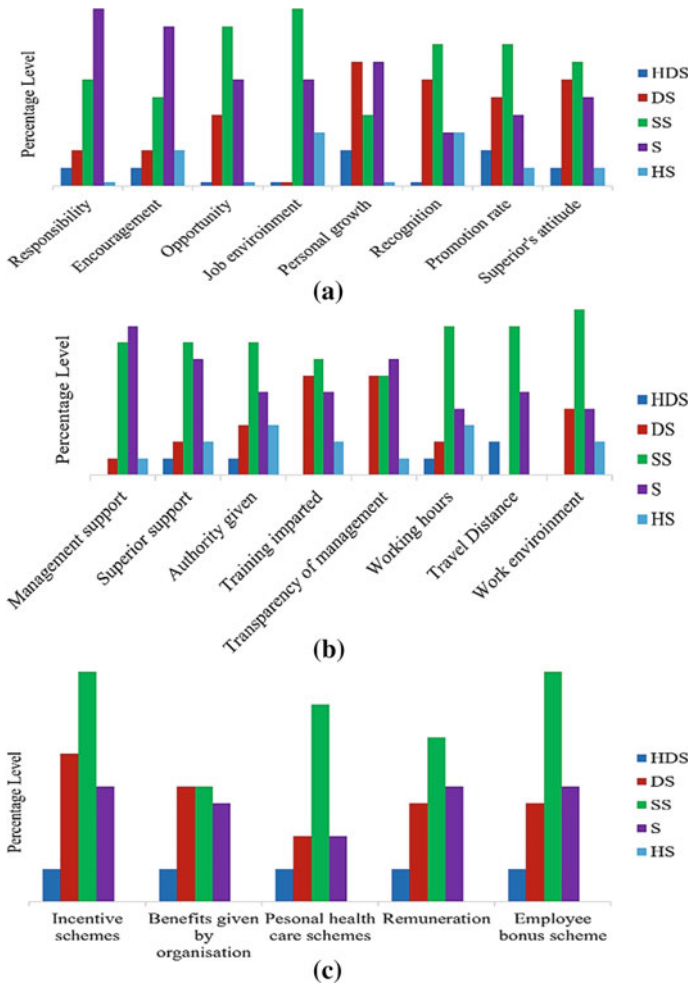 Percentage Level
HDS
DS
SS
S
HS
Responsibility
Encouragement
Opportunity
Job enviroinment
Personal growth
Recognition
Promotion rate
Superior's attitude
(a)
Percentage Level
HDS
DS
SS
S
HS
Management support
Superior support
Authority given
Training imparted
Transparency of management
Working hours
Travel Distance
Work enviroinment
(b)
Percentage Level
HDS
DS
SS
S
HS
Incentive
schemes
Benefits given
by
organisation
Pesonal health
care schemes
Remuneration
Employee
bonus scheme
(c)